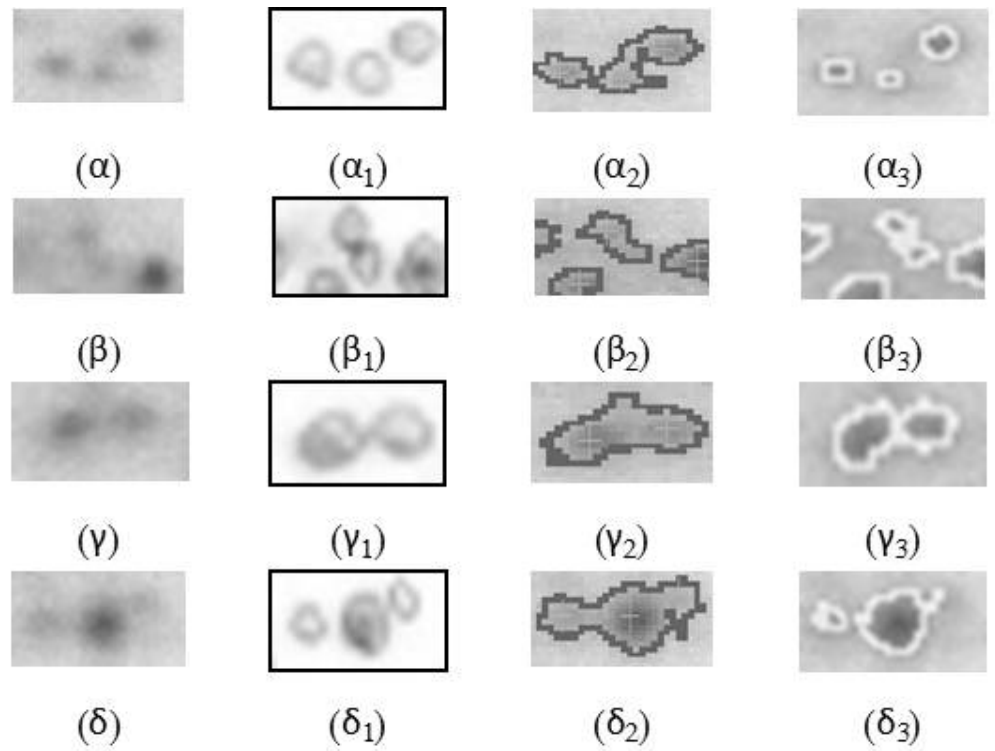 (α) (α₁) (α₂) (α₃)
(β) (β₁) (β₂) (β₃)
(γ) (γ₁) (γ₂) (γ₃)
(δ) (δ₁) (δ₂) (δ₃)